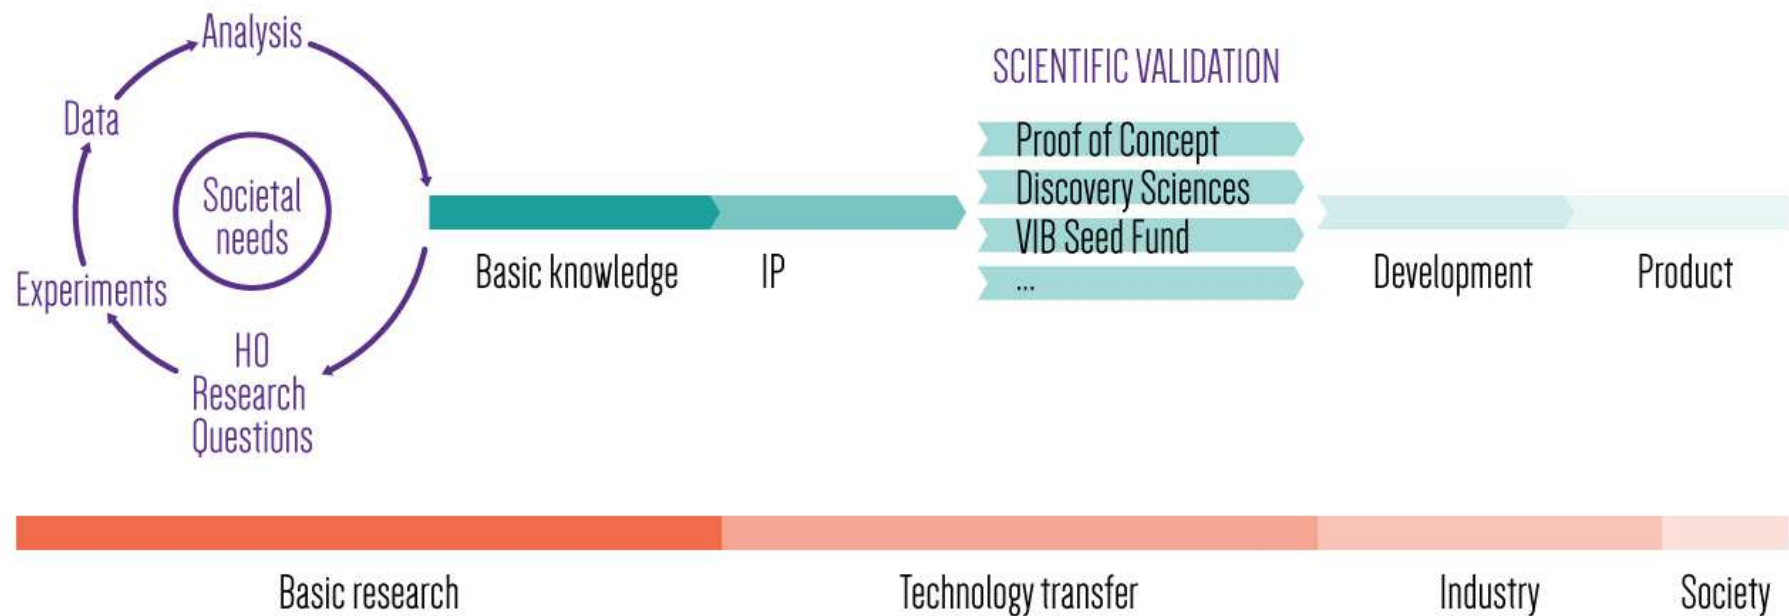 Analysis
Data
Societal
needs
Experiments
HO
Research
Questions
Basic knowledge
IP
SCIENTIFIC VALIDATION
Proof of Concept
Discovery Sciences
VIB Seed Fund
...
Development
Product
Basic research
Technology transfer
Industry
Society